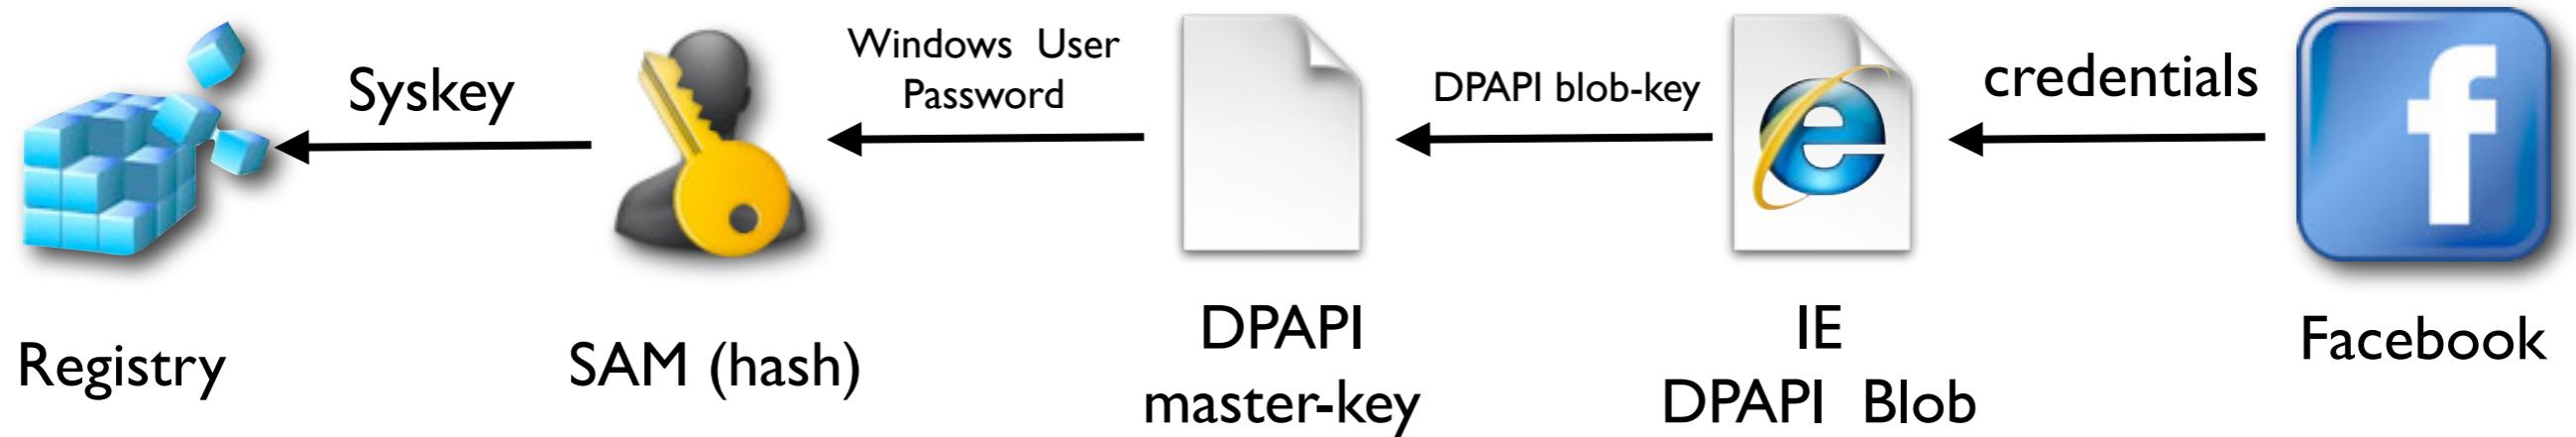 Syskey
Windows User
Password
DPAPI blob-key
credentials
Registry
SAM (hash)
DPAPI
master-key
IE
DPAPI Blob
Facebook